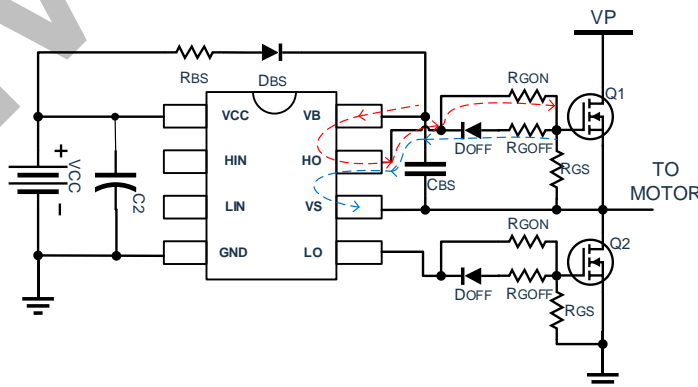 VP
RBS
DBS
RGON
Q1
VCC
VB
DOFF
RGOFF
HIN
HO
RGS
VCC
C2
CBS
TO
MOTOR
LIN
VS
RGON
Q2
GND
LO
DOFF
RGOFF
RGS